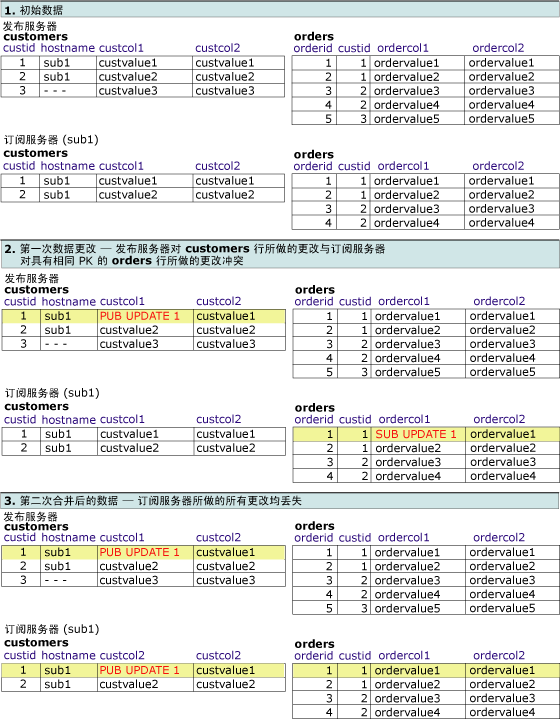 1. 初始数据
发布服务器
customers
custid hostname custcol1 custcol2
1 sub1 custvalue1 custvalue1
2 sub1 custvalue2 custvalue2
3 - - - custvalue3 custvalue3
orders
orderid custid ordercol1 ordercol2
1 1 ordervalue1 ordervalue1
2 1 ordervalue2 ordervalue2
3 2 ordervalue3 ordervalue3
4 2 ordervalue4 ordervalue4
5 3 ordervalue5 ordervalue5
订阅服务器 (sub1)
customers
custid hostname custcol1 custcol2
1 sub1 custvalue1 custvalue1
2 sub1 custvalue2 custvalue2
orders
orderid custid ordercol1 ordercol2
1 1 ordervalue1 ordervalue1
2 1 ordervalue2 ordervalue2
3 2 ordervalue3 ordervalue3
4 2 ordervalue4 ordervalue4
2. 第一次数据更改 — 发布服务器对 customers 行所做的更改与订阅服务器
对具有相同 PK 的 orders 行所做的更改冲突
发布服务器
customers
custid hostname custcol1 custcol2
1 sub1 PUB UPDATE 1 custvalue1
2 sub1 custvalue2 custvalue2
3 - - - custvalue3 custvalue3
orders
orderid custid ordercol1 ordercol2
1 1 ordervalue1 ordervalue1
2 1 ordervalue2 ordervalue2
3 2 ordervalue3 ordervalue3
4 2 ordervalue4 ordervalue4
5 3 ordervalue5 ordervalue5
订阅服务器 (sub1)
customers
custid hostname custcol1 custcol2
1 sub1 custvalue1 custvalue1
2 sub1 custvalue2 custvalue2
orders
orderid custid ordercol1 ordercol2
1 1 SUB UPDATE 1 ordervalue1
2 1 ordervalue2 ordervalue2
3 2 ordervalue3 ordervalue3
4 2 ordervalue4 ordervalue4
3. 第二次合并后的数据 — 订阅服务器所做的所有更改均丢失
发布服务器
customers
custid hostname custcol1 custcol2
1 sub1 PUB UPDATE 1 custvalue1
2 sub1 custvalue2 custvalue2
3 - - - custvalue3 custvalue3
orders
orderid custid ordercol1 ordercol2
1 1 ordervalue1 ordervalue1
2 1 ordervalue2 ordervalue2
3 2 ordervalue3 ordervalue3
4 2 ordervalue4 ordervalue4
5 3 ordervalue5 ordervalue5
订阅服务器 (sub1)
customers
custid hostname custcol2 custcol2
1 sub1 PUB UPDATE 1 custvalue1
2 sub1 custvalue2 custvalue2
orders
orderid custid ordercol1 ordercol2
1 1 ordervalue1 ordervalue1
2 1 ordervalue2 ordervalue2
3 2 ordervalue3 ordervalue3
4 2 ordervalue4 ordervalue4